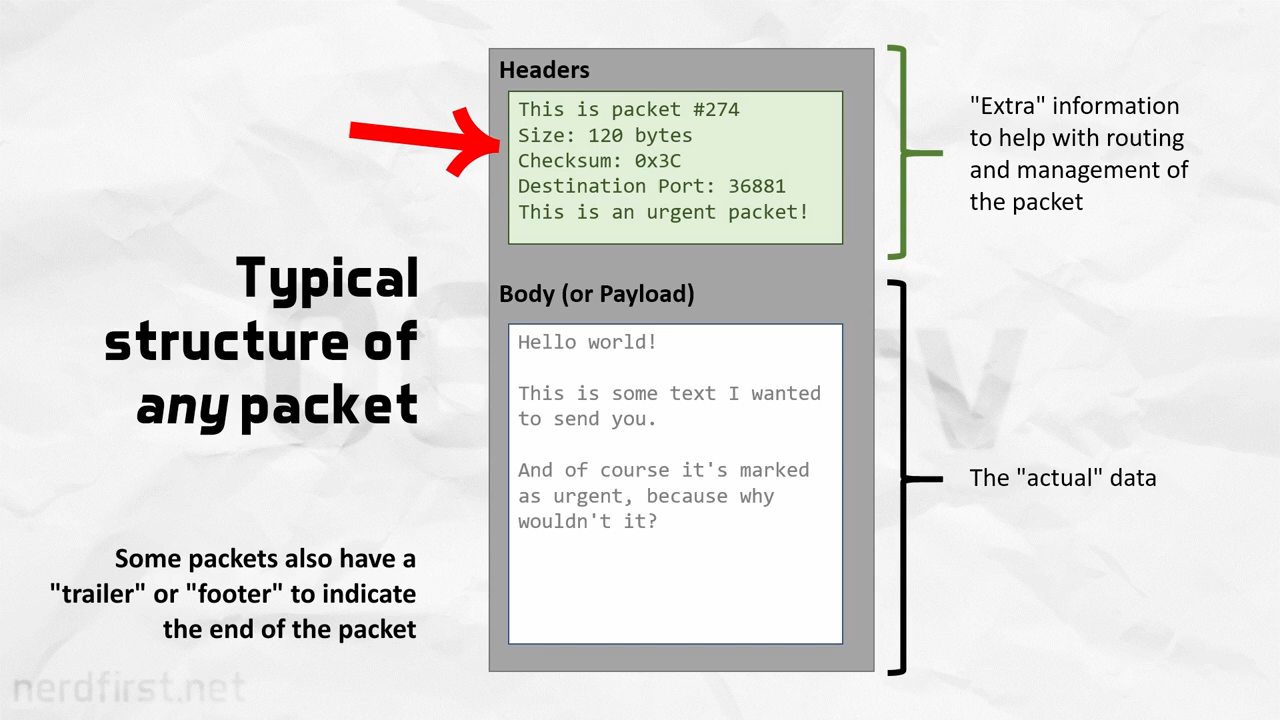 Headers
This is packet #274
Size: 120 bytes
Checksum: 0x3C
Destination Port: 36881
This is an urgent packet!
"Extra" information
to help with routing
and management of
the packet
Typical
structure of
any packet
Body (or Payload)
Hello world!
This is some text I wanted
to send you.
And of course it's marked
as urgent, because why
wouldn't it?
The "actual" data
Some packets also have a
"trailer" or "footer" to indicate
the end of the packet
nerdfirst.net